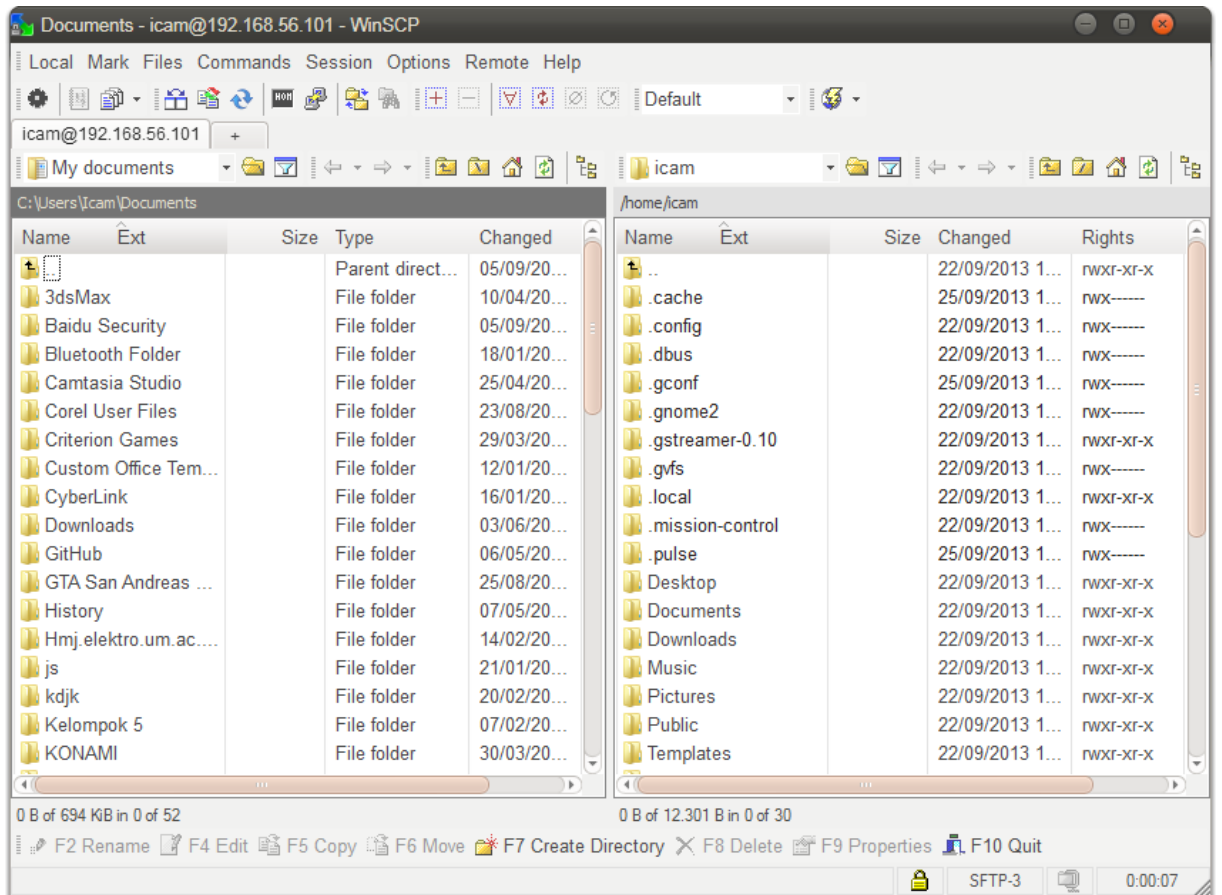 Documents - icam@192.168.56.101 - WinSCP
Local Mark Files Commands Session Options Remote Help
Default
icam@192.168.56.101 +
My documents
C:\Users\Icam\Documents
Name Ext Size Type Changed
.. Parent direct... 05/09/20...
3dsMax File folder 10/04/20...
Baidu Security File folder 05/09/20...
Bluetooth Folder File folder 18/01/20...
Camtasia Studio File folder 25/04/20...
Corel User Files File folder 23/08/20...
Criterion Games File folder 29/03/20...
Custom Office Tem... File folder 12/01/20...
CyberLink File folder 16/01/20...
Downloads File folder 03/06/20...
GitHub File folder 06/05/20...
GTA San Andreas ... File folder 25/08/20...
History File folder 07/05/20...
Hmj.elektro.um.ac.... File folder 14/02/20...
js File folder 21/01/20...
kdjk File folder 20/02/20...
Kelompok 5 File folder 07/02/20...
KONAMI File folder 30/03/20...
0 B of 694 KiB in 0 of 52
icam
/home/icam
Name Ext Size Changed Rights
.. 22/09/2013 1... rwxr-xr-x
.cache 25/09/2013 1... rwx------
.config 22/09/2013 1... rwx------
.dbus 22/09/2013 1... rwx------
.gconf 25/09/2013 1... rwx------
.gnome2 22/09/2013 1... rwx------
.gstreamer-0.10 22/09/2013 1... rwxr-xr-x
.gvfs 22/09/2013 1... rwx------
.local 22/09/2013 1... rwxr-xr-x
.mission-control 22/09/2013 1... rwx------
.pulse 25/09/2013 1... rwx------
Desktop 22/09/2013 1... rwxr-xr-x
Documents 22/09/2013 1... rwxr-xr-x
Downloads 22/09/2013 1... rwxr-xr-x
Music 22/09/2013 1... rwxr-xr-x
Pictures 22/09/2013 1... rwxr-xr-x
Public 22/09/2013 1... rwxr-xr-x
Templates 22/09/2013 1... rwxr-xr-x
0 B of 12.301 B in 0 of 30
F2 Rename F4 Edit F5 Copy F6 Move F7 Create Directory F8 Delete F9 Properties F10 Quit
SFTP-3 0:00:07